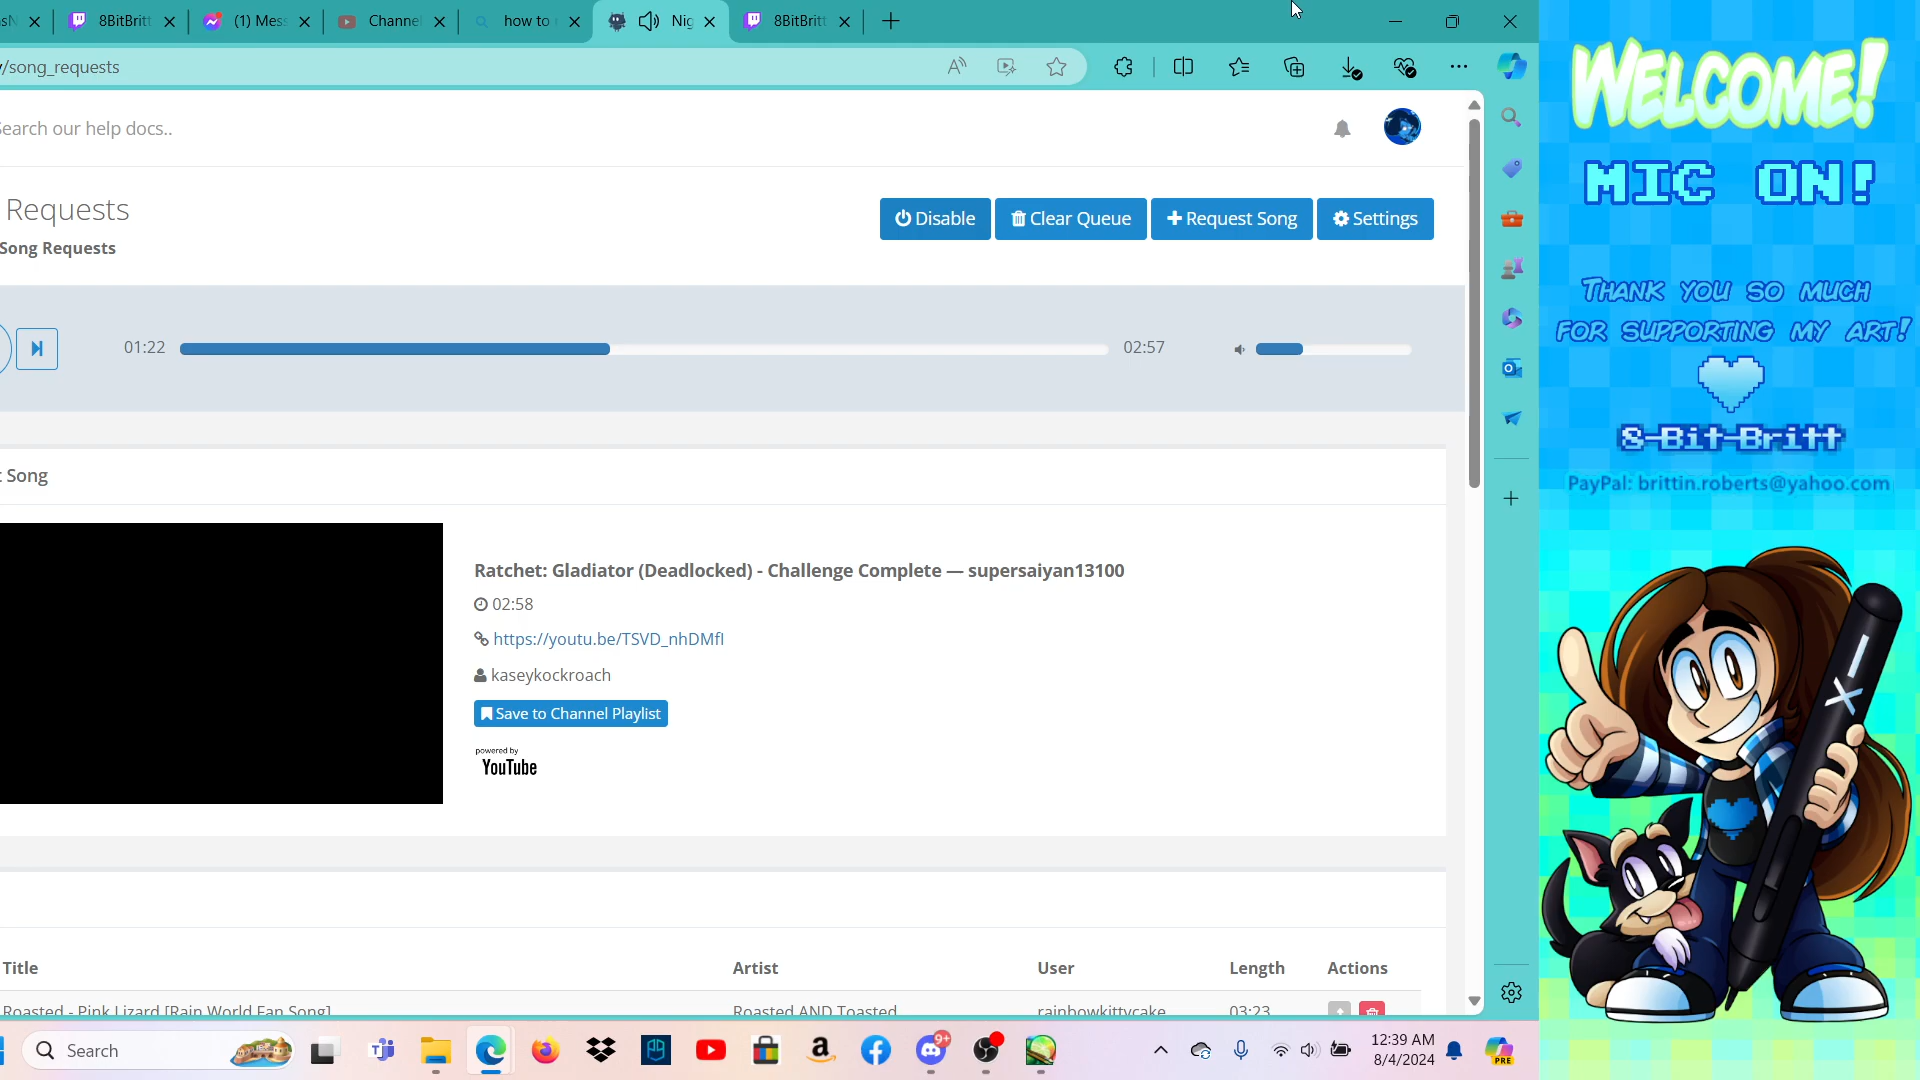 8BitBritt
(1) Mess
Channel
how to
Nig
8BitBritt
/song_requests
Search our help docs..
Requests
Song Requests
Disable
Clear Queue
Request Song
Settings
01:22
02:57
Song
Ratchet: Gladiator (Deadlocked) - Challenge Complete — supersaiyan13100
02:58
https://youtu.be/TSVD_nhDMfI
kaseykockroach
Save to Channel Playlist
powered by
YouTube
Title
Artist
User
Length
Actions
Roasted - Pink Lizard [Rain World Fan Song]
Roasted AND Toasted
rainbowkittycake
03:23
Search
9+
12:39 AM
8/4/2024
PRE
WELCOME!
MIC ON!
THANK YOU SO MUCH
FOR SUPPORTING MY ART!
8-Bit-Britt
PayPal: brittin.roberts@yahoo.com